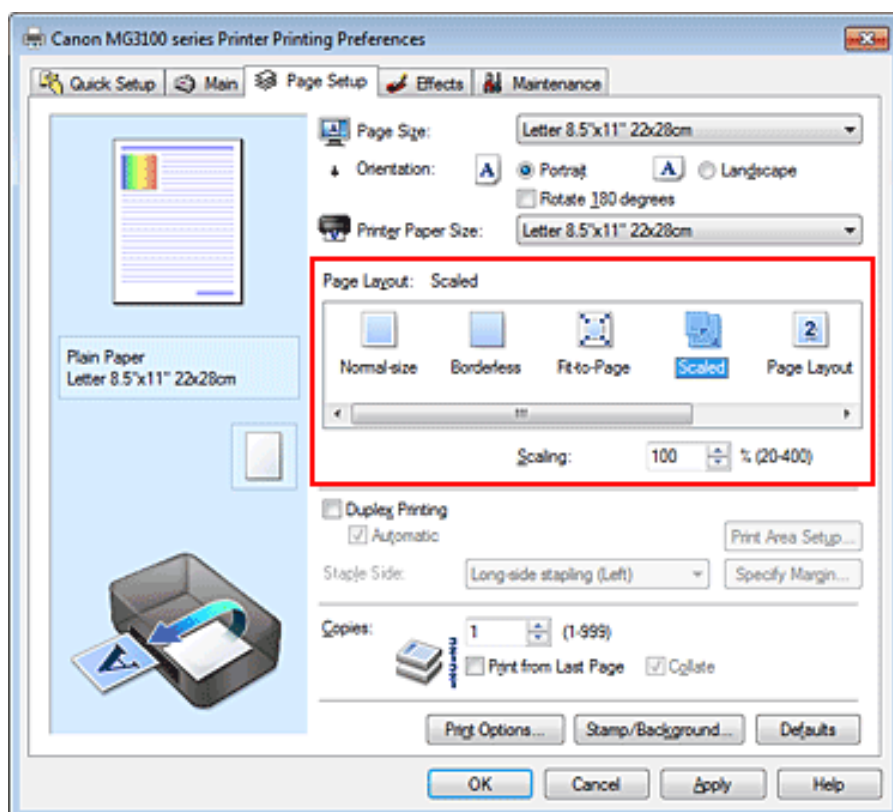 Canon MG3100 series Printer Printing Preferences
Quick Setup Main Page Setup Effects Maintenance
Page Size: Letter 8.5"x11" 22x28cm
Orientation: A Portrait A Landscape
Rotate 180 degrees
Printer Paper Size: Letter 8.5"x11" 22x28cm
Page Layout: Scaled
Normal-size Borderless Fit-to-Page Scaled Page Layout
Scaling: 100 % (20-400)
Plain Paper
Letter 8.5"x11" 22x28cm
Duplex Printing
Automatic Print Area Setup...
Staple Side: Long-side stapling (Left) Specify Margin...
Copies: 1 (1-999)
Print from Last Page Collate
Print Options... Stamp/Background... Defaults
OK Cancel Apply Help
2
A